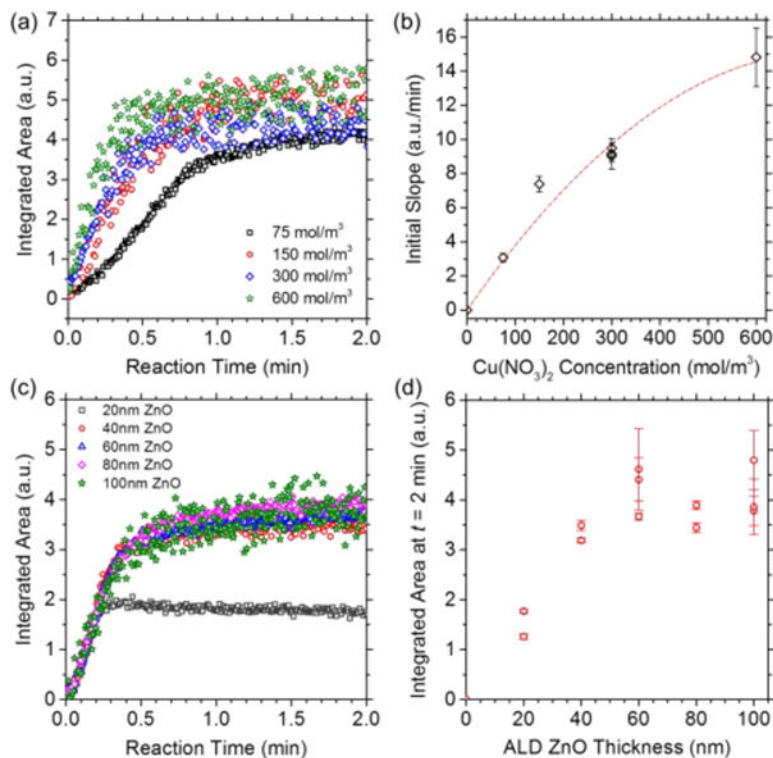 (a)
Integrated Area (a.u.)
6
5
4
3
2
1
0
75 mol/m³
150 mol/m³
300 mol/m³
600 mol/m³
0.0 0.5 1.0 1.5 2.0
Reaction Time (min)
(b)
Initial Slope (a.u./min)
16
14
12
10
8
6
4
2
0
0 100 200 300 400 500 600
Cu(NO₃)₂ Concentration (mol/m³)
(c)
Integrated Area (a.u.)
6
5
4
3
2
1
0
20nm ZnO
40nm ZnO
60nm ZnO
80nm ZnO
100nm ZnO
0.0 0.5 1.0 1.5 2.0
Reaction Time (min)
(d)
Integrated Area at t = 2 min (a.u.)
6
5
4
3
2
1
0
0 20 40 60 80 100
ALD ZnO Thickness (nm)